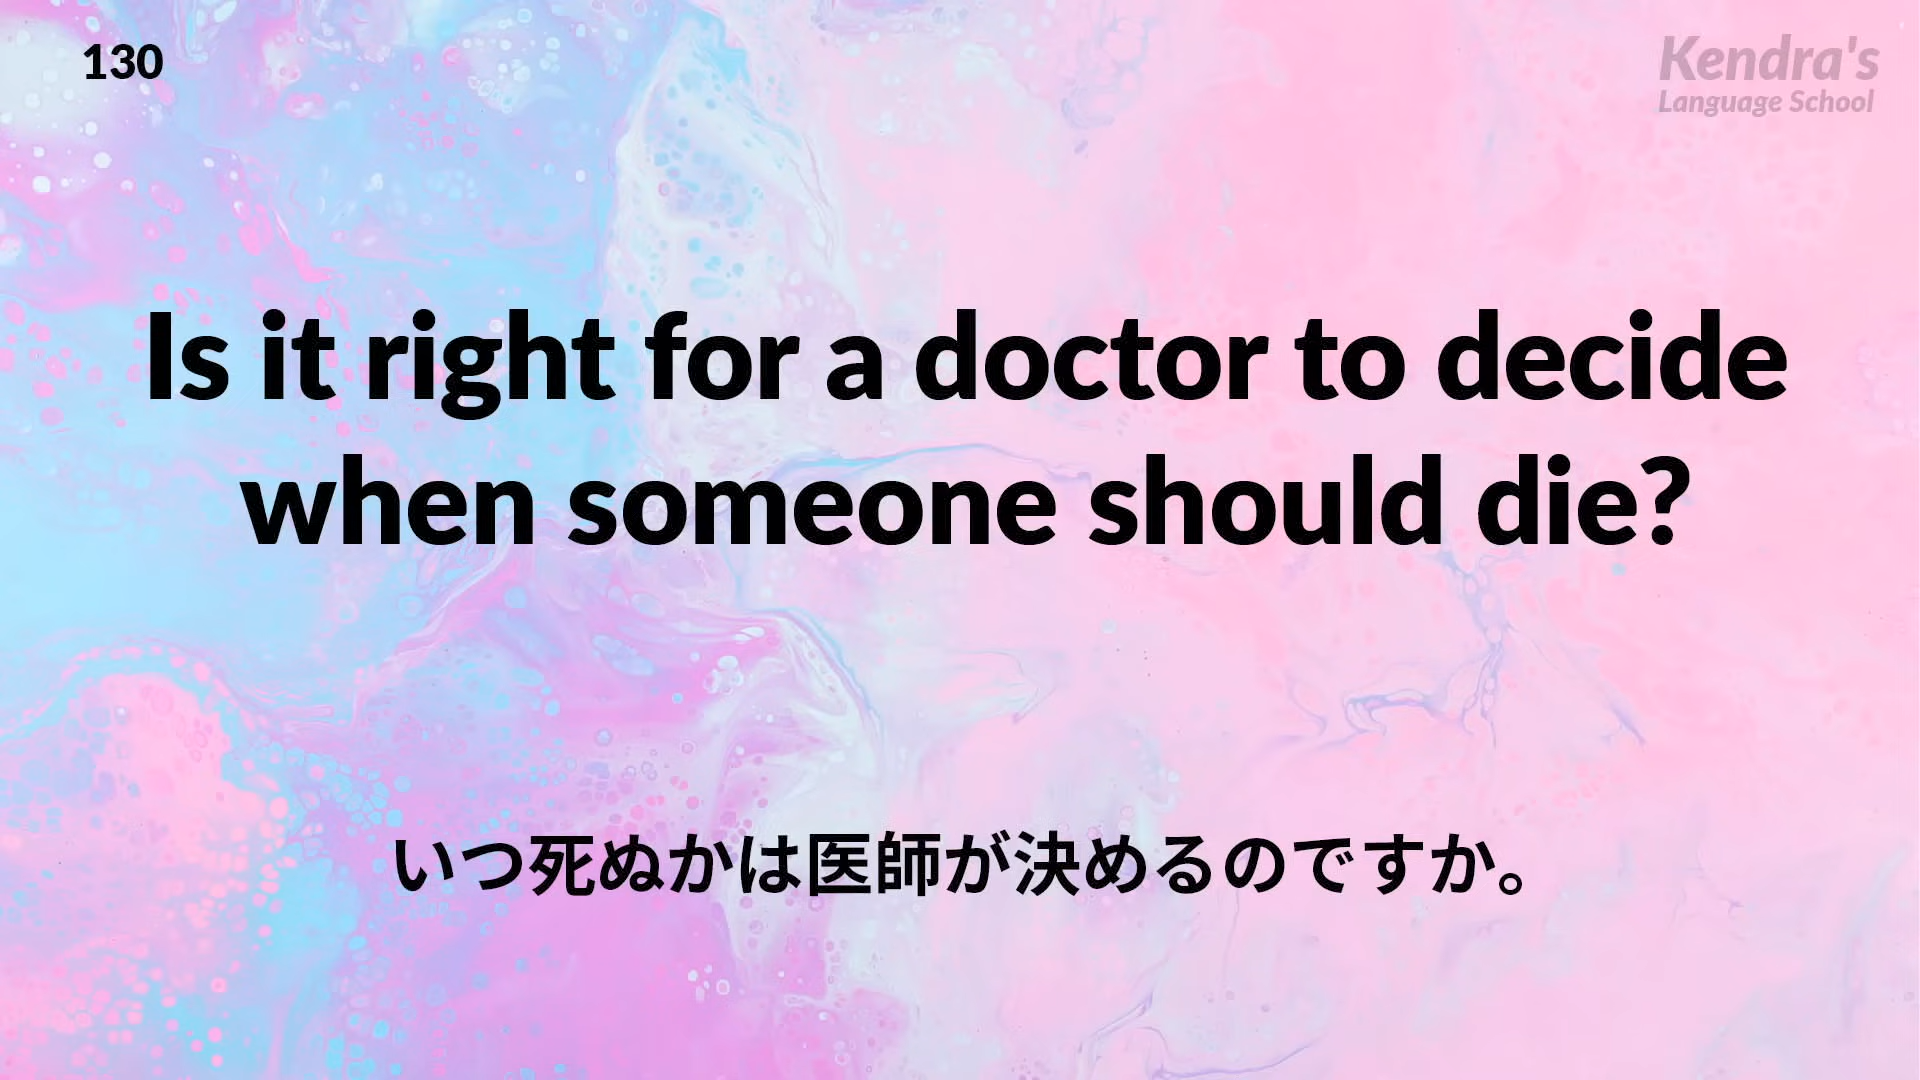 130
Kendra's
Language School
Is it right for a doctor to decide
when someone should die?
いつ死ぬかは医師が決めるのですか。